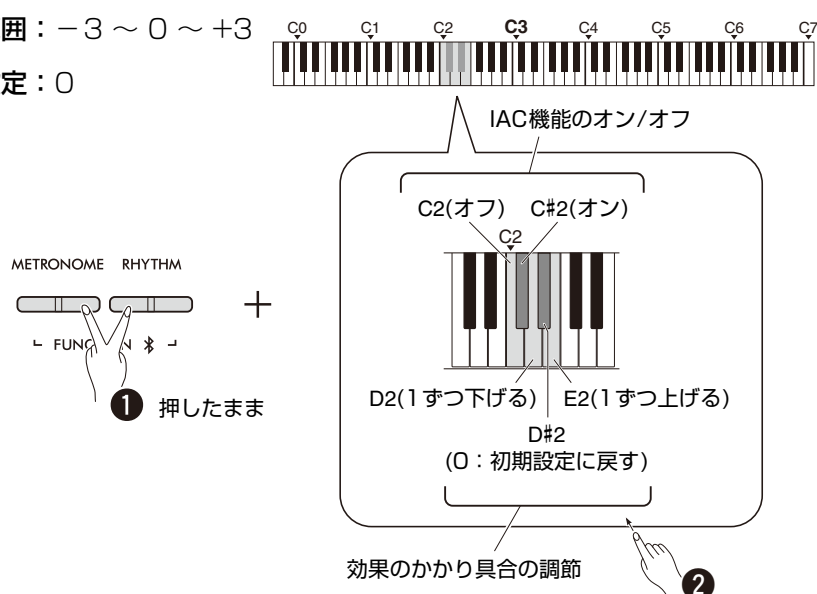 囲：－3 ～ 0 ～ +3
定：0
C0 C1 C2 C3 C4 C5 C6 C7
IAC機能のオン/オフ
C2(オフ) C#2(オン)
C2
METRONOME RHYTHM
+
D2(1ずつ下げる) E2(1ずつ上げる)
❶ 押したまま
D#2
(0：初期設定に戻す)
効果のかかり具合の調節
❷